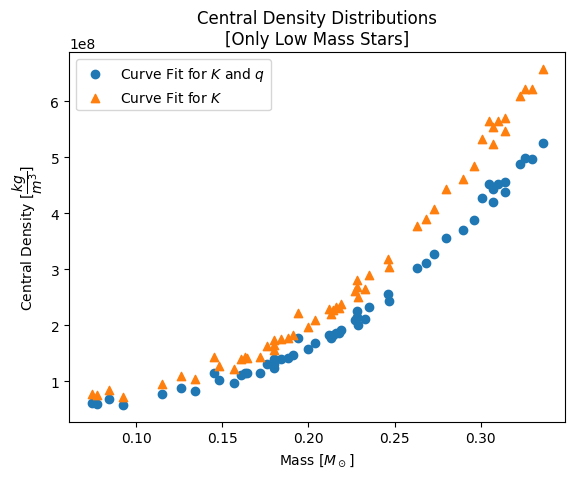 Central Density Distributions
[Only Low Mass Stars]
1e8
Curve Fit for K and q
Curve Fit for K
6
5
4
3
2
1
Central Density [kg/m³]
0.10 0.15 0.20 0.25 0.30
Mass [M⊙]